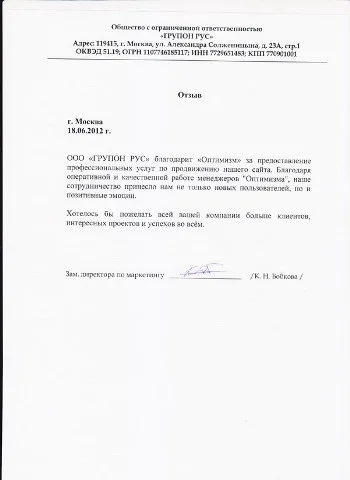 Общество с ограниченной ответственностью
«ГРУПОН РУС»
Адрес: 119415, г. Москва, ул. Александра Солженицына, д. 23А, стр.1
ОКВЭД 51.19; ОГРН 1107746185117; ИНН 7729651483; КПП 770901001
Отзыв
г. Москва
18.06.2012 г.
ООО «ГРУПОН РУС» благодарит «Оптимизм» за предоставление
профессиональных услуг по продвижению нашего сайта. Благодаря
оперативной и качественной работе менеджеров "Оптимизма", наше
сотрудничество принесло нам не только новых пользователей, но и
позитивные эмоции.
Хотелось бы пожелать всей вашей компании больше клиентов,
интересных проектов и успехов во всём.
Зам. директора по маркетингу /К. Н. Боёкова /